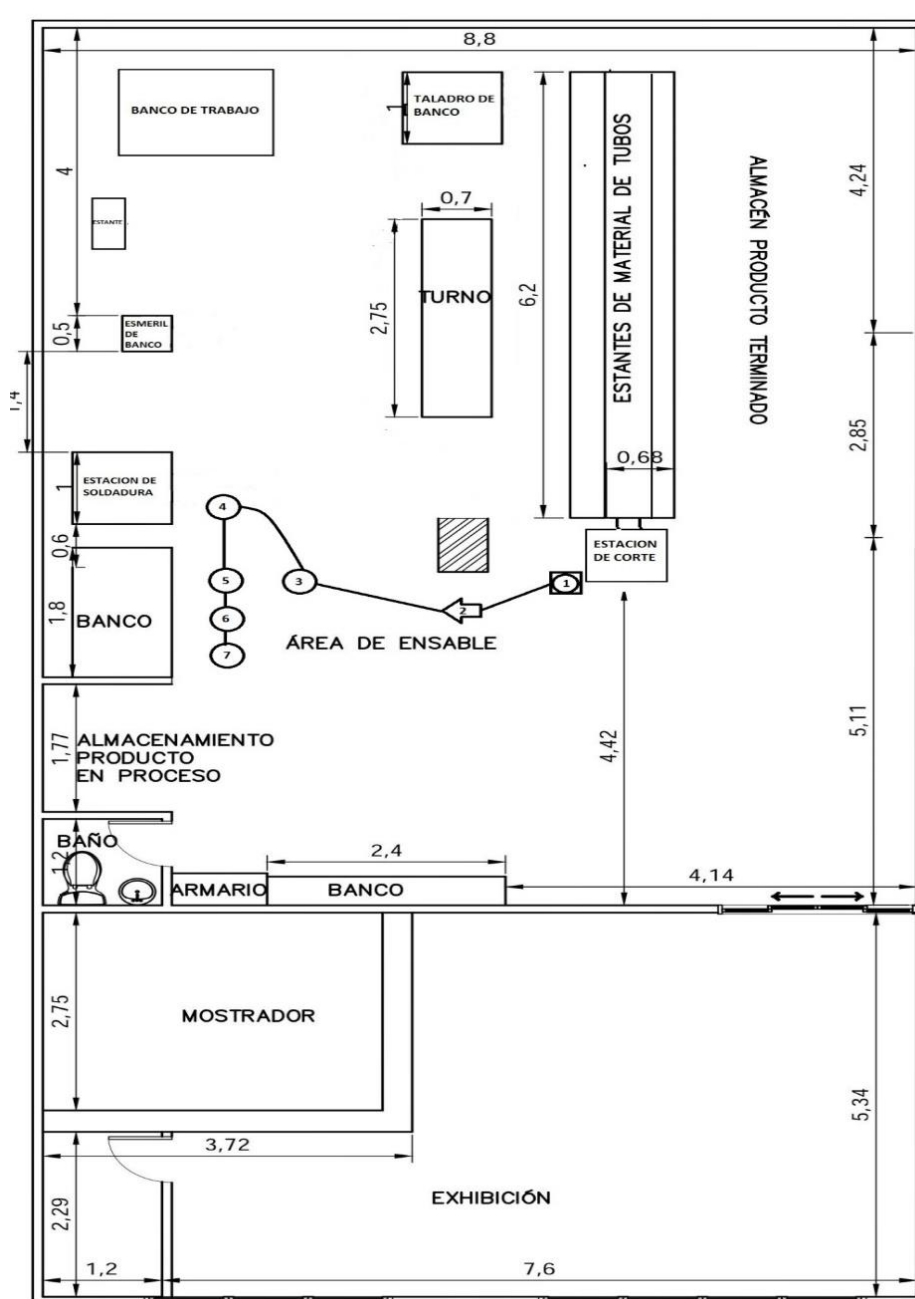 8,8
BANCO DE TRABAJO
TALADRO DE
BANCO
1
4
ESTANTE
0,7
TURNO
2,75
6,2
ESTANTES DE MATERIAL DE TUBOS
ALMACÉN PRODUCTO TERMINADO
4,24
ESMERIL
DE
BANCO
0,5
1,4
2,85
0,68
ESTACION DE
SOLDADURA
1
0,6
ESTACION
DE CORTE
4
5
6
7
3
2
1
BANCO
1,8
ÁREA DE ENSABLE
4,42
5,11
ALMACENAMIENTO
PRODUCTO
EN PROCESO
1,77
BAÑO
1,2
ARMARIO
2,4
BANCO
4,14
2,75
MOSTRADOR
5,34
3,72
2,29
EXHIBICIÓN
1,2
7,6